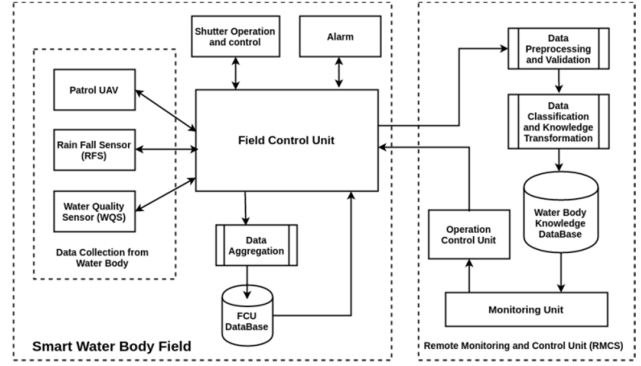 Shutter Operation
and control
Alarm
Patrol UAV
Rain Fall Sensor
(RFS)
Water Quality
Sensor (WQS)
Data Collection from
Water Body
Field Control Unit
Data
Aggregation
FCU
DataBase
Smart Water Body Field
Data
Preprocessing
and Validation
Data
Classification
and Knowledge
Transformation
Water Body
Knowledge
DataBase
Operation
Control Unit
Monitoring Unit
Remote Monitoring and Control Unit (RMCS)